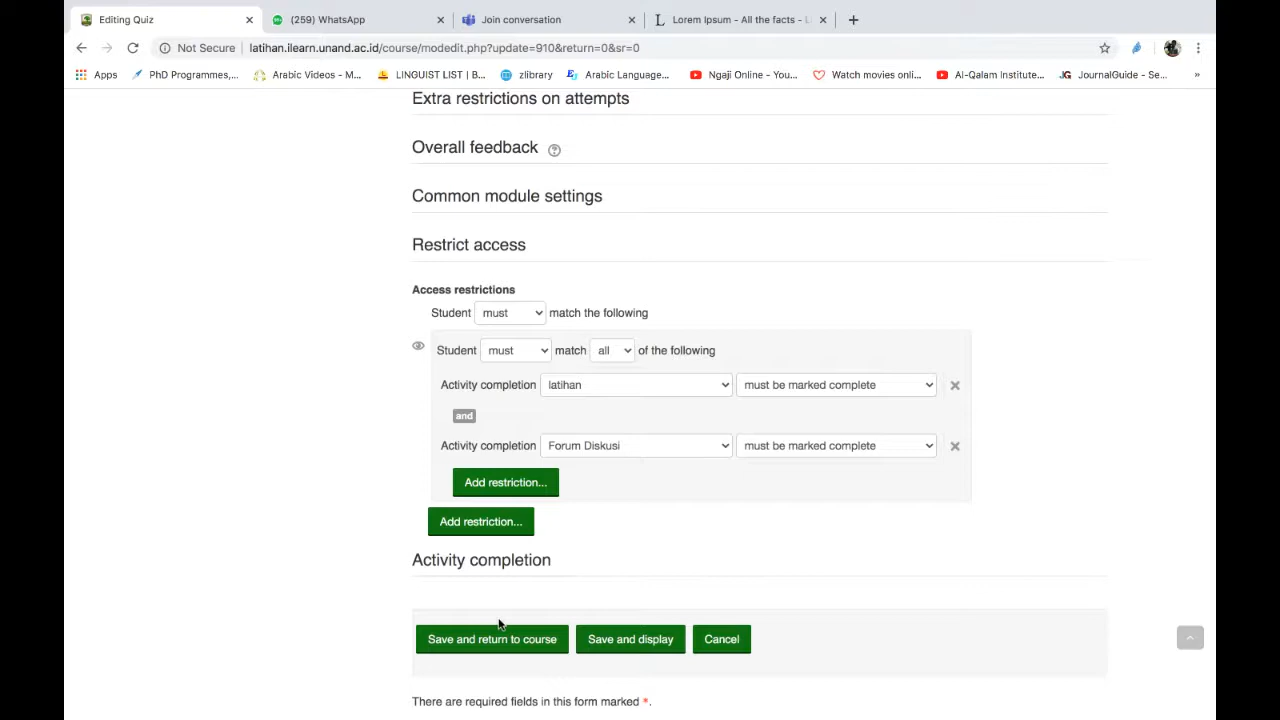 Editing Quiz
(259) WhatsApp
Join conversation
Lorem Ipsum - All the facts - L
Not Secure
latihan.ilearn.unand.ac.id/course/modedit.php?update=910&return=0&sr=0
Apps
PhD Programmes,...
Arabic Videos - M...
LINGUIST LIST | B...
zlibrary
Arabic Language...
Ngaji Online - You...
Watch movies onli...
Al-Qalam Institute...
JournalGuide - Se...
»
Extra restrictions on attempts
Overall feedback
Common module settings
Restrict access
Access restrictions
Student must match the following
Student must match all of the following
Activity completion latihan must be marked complete
and
Activity completion Forum Diskusi must be marked complete
Add restriction...
Add restriction...
Activity completion
Save and return to course Save and display Cancel
There are required fields in this form marked *.